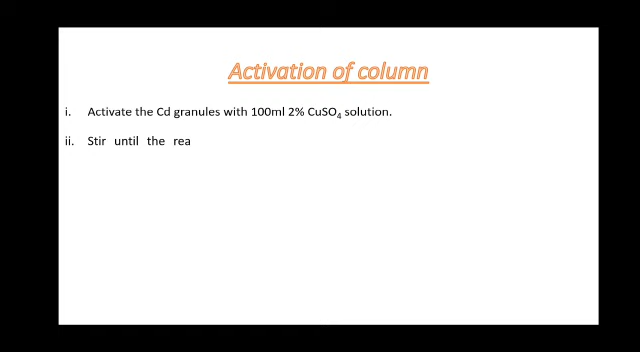 Activation of column
i. Activate the Cd granules with 100ml 2% CuSO₄ solution.
ii. Stir until the rea